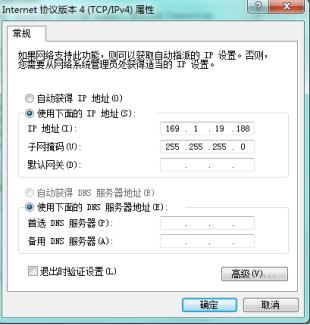 Internet 协议版本 4 (TCP/IPv4) 属性
常规
如果网络支持此功能，则可以获取自动指派的 IP 设置。否则，
您需要从网络系统管理员处获得适当的 IP 设置。
自动获得 IP 地址(O)
使用下面的 IP 地址(S):
IP 地址(I): 169 . 1 . 19 .188
子网掩码(U): 255 .255 .255 . 0
默认网关(D): . . .
自动获得 DNS 服务器地址(B)
使用下面的 DNS 服务器地址(E):
首选 DNS 服务器(P): . . .
备用 DNS 服务器(A): . . .
退出时验证设置(L)
高级(V)...
确定 取消